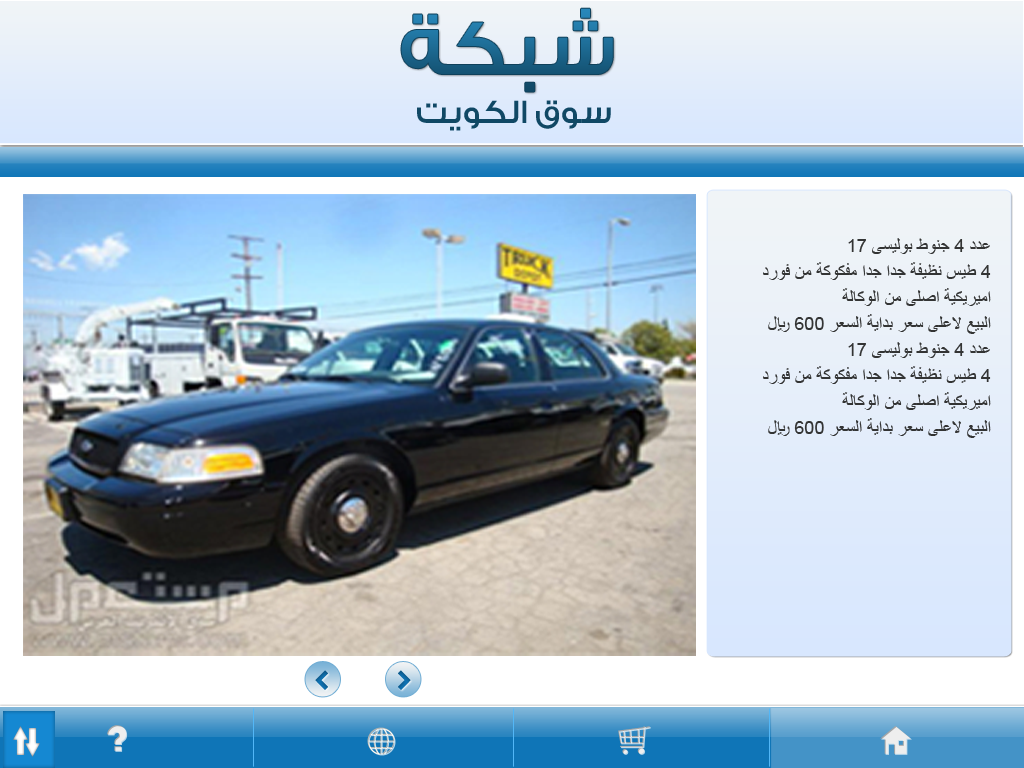 شبكة
سوق الكويت
عدد 4 جنوط بوليسى 17
4 طيس نظيفة جدا جدا مفكوكة من فورد
اميريكية اصلى من الوكالة
البيع لاعلى سعر بداية السعر 600 ريال
عدد 4 جنوط بوليسى 17
4 طيس نظيفة جدا جدا مفكوكة من فورد
اميريكية اصلى من الوكالة
البيع لاعلى سعر بداية السعر 600 ريال
TRUCK
DEPOT
مستعمل
?